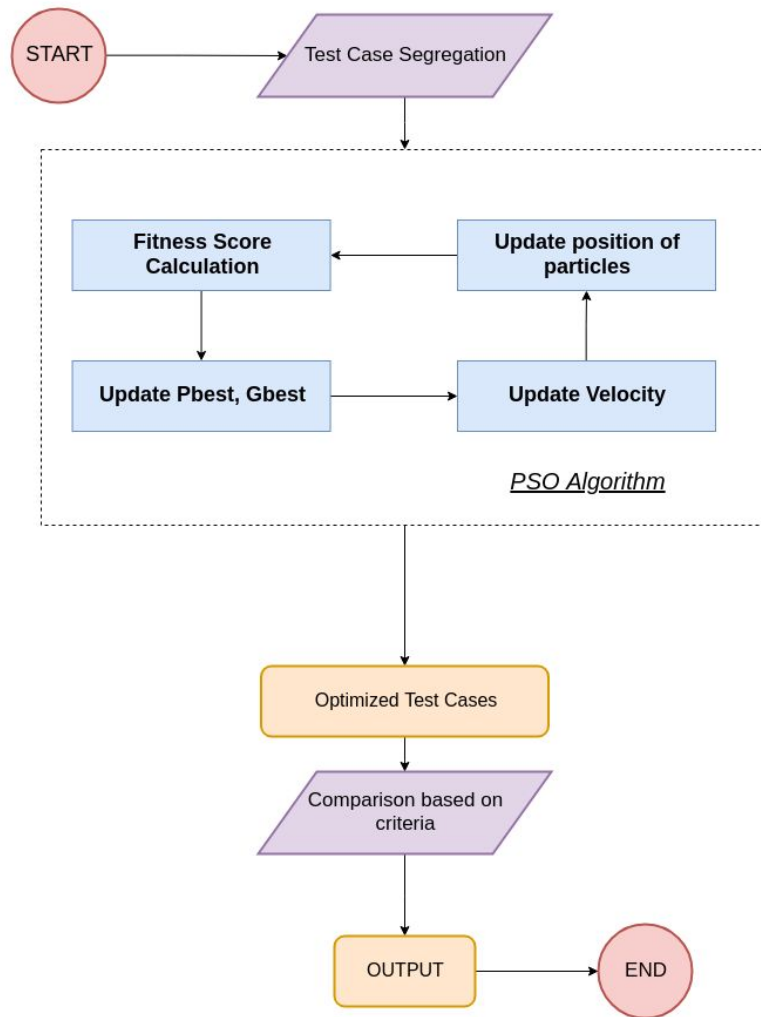 START
Test Case Segregation
Fitness Score
Calculation
Update position of
particles
Update Pbest, Gbest
Update Velocity
PSO Algorithm
Optimized Test Cases
Comparison based on
criteria
OUTPUT
END